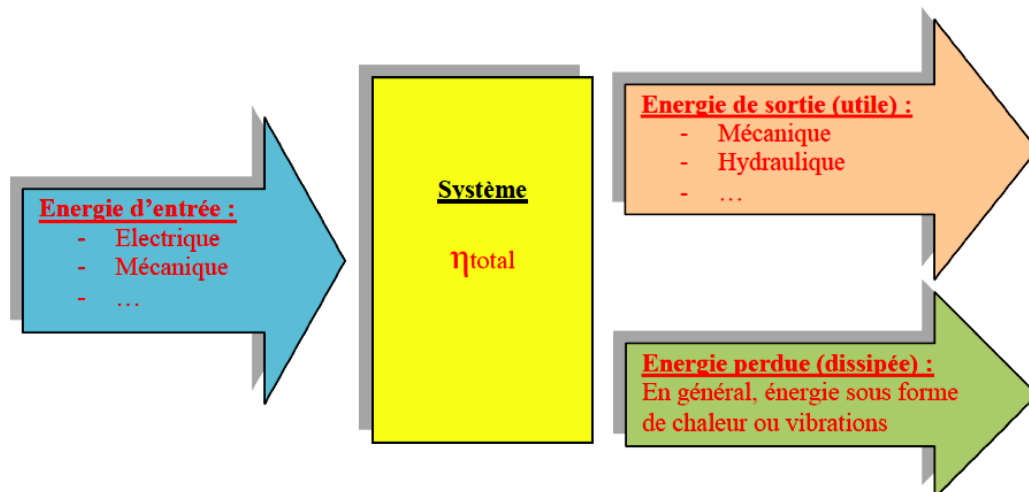 Energie d’entrée :
- Electrique
- Mécanique
- …
Système
ηtotal
Energie de sortie (utile) :
- Mécanique
- Hydraulique
- …
Energie perdue (dissipée) :
En général, énergie sous forme
de chaleur ou vibrations